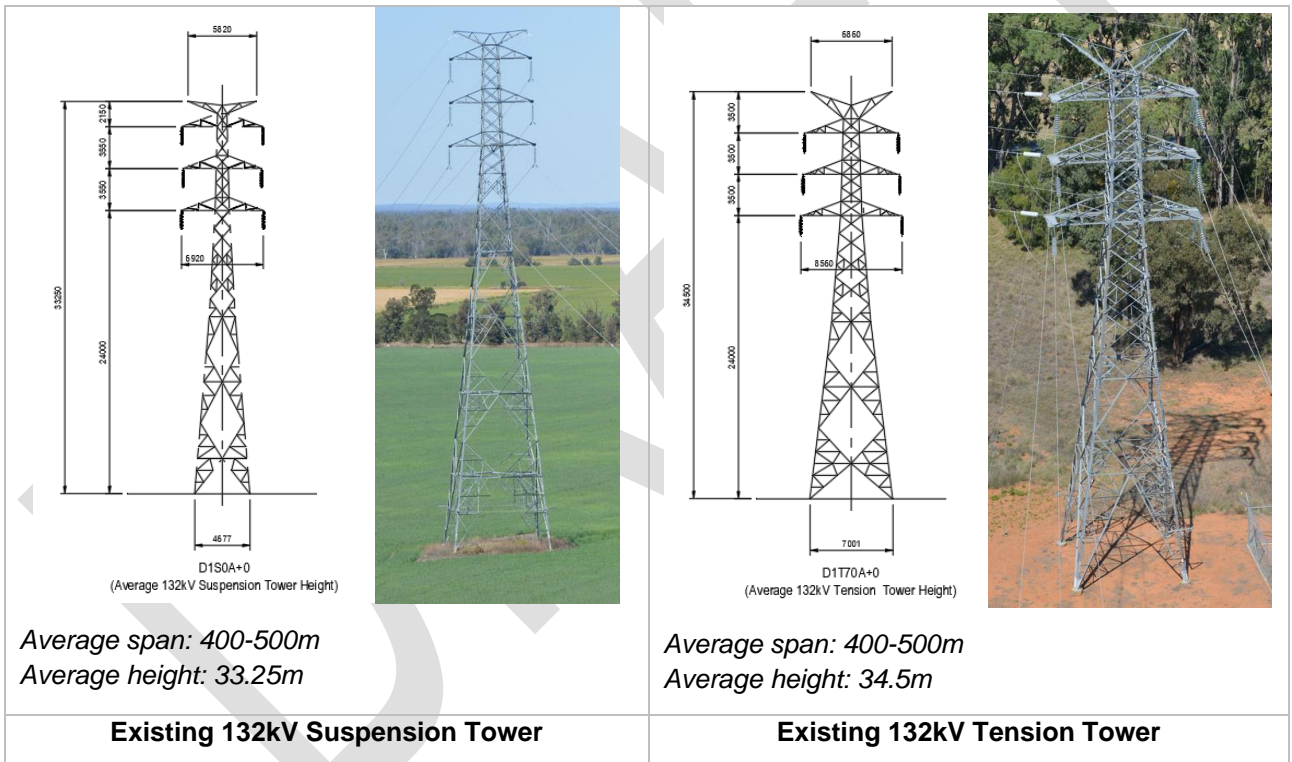 5820
2150
3550
3550
33250
24000
6920
4677
D1S0A+0
(Average 132kV Suspension Tower Height)
Average span: 400-500m
Average height: 33.25m
Existing 132kV Suspension Tower
6860
3500
3500
3500
34500
24000
8560
7001
D1T70A+0
(Average 132kV Tension Tower Height)
Average span: 400-500m
Average height: 34.5m
Existing 132kV Tension Tower